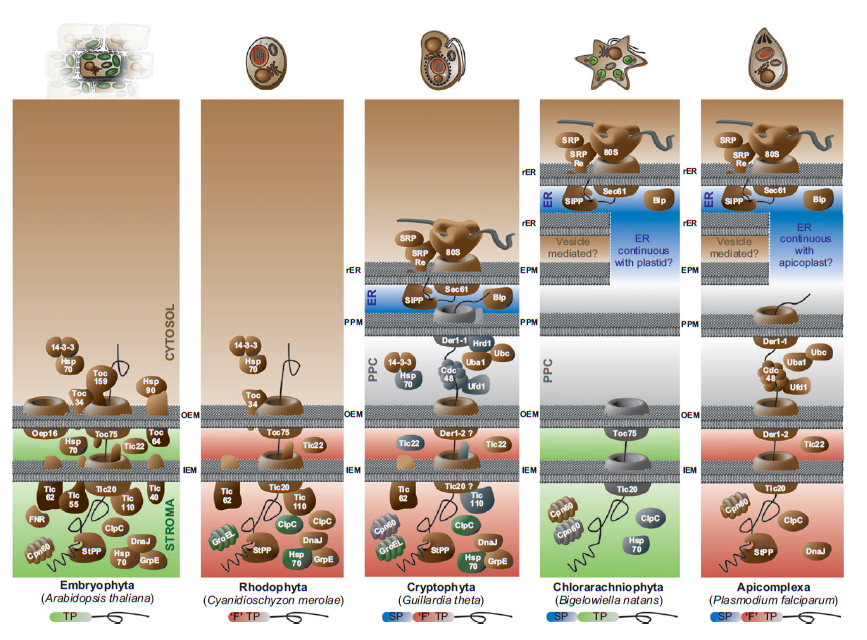 SRP
SRP
Re
80S
Sec61
SiPP
Bip
rER
ER
rER
Vesicle
mediated?
ER
continuous
with plastid?
EPM
SRP
SRP
Re
80S
Sec61
SiPP
Bip
rER
ER
rER
Vesicle
mediated?
ER
continuous
with
apicoplast?
EPM
SRP
SRP
Re
80S
rER
Sec61
SiPP
Bip
ER
PPM
PPM
CYTOSOL
14-3-3
Hsp
70
Toc
159
Toc
34
Hsp
90
Oep16
Toc75
Toc
64
OEM
Hsp
70
Tic22
IEM
Tic
62
Tic
55
Tic20
Tic
110
Tic
40
FNR
ClpC
Cpn60
StPP
Hsp
70
DnaJ
GrpE
STROMA
14-3-3
Hsp
70
Toc
34
Toc75
Tic22
OEM
IEM
Tic
62
Tic20
Tic
110
GroEL
ClpC
ClpC
StPP
DnaJ
Hsp
70
GrpE
PPC
Der1-1
Hrd1
14-3-3
Hsp
70
Cdc
48
Uba1
Ubc
Ufd1
Der1-2 ?
Tic22
Tic22
OEM
IEM
Tic
62
Tic20 ?
Tic
110
Cpn60
GroEL
ClpC
ClpC
StPP
DnaJ
Hsp
70
GrpE
PPC
Toc75
Tic20
Cpn60
Cpn60
ClpC
Hsp
70
PPM
Der1-1
Cdc
48
Uba1
Ubc
Ufd1
OEM
Der1-2
Tic22
IEM
Tic20
Cpn60
ClpC
StPP
DnaJ
Embryophyta
(Arabidopsis thaliana)
TP
Rhodophyta
(Cyanidioschyzon merolae)
'F' TP
Cryptophyta
(Guillardia theta)
SP 'F' TP
Chlorarachniophyta
(Bigelowiella natans)
SP TP
Apicomplexa
(Plasmodium falciparum)
SP 'F' TP